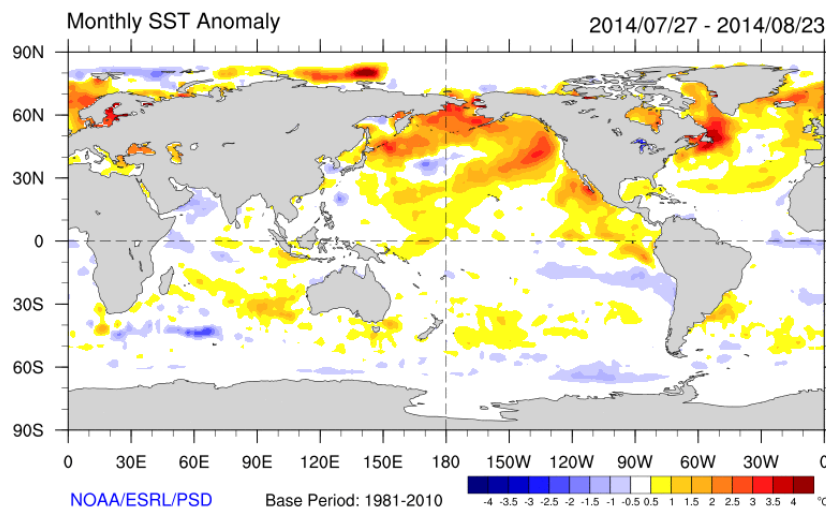 Monthly SST Anomaly 2014/07/27 - 2014/08/23
90N
60N
30N
0
30S
60S
90S
0 30E 60E 90E 120E 150E 180 150W 120W 90W 60W 30W 0
NOAA/ESRL/PSD Base Period: 1981-2010
-4 -3.5 -3 -2.5 -2 -1.5 -1 -0.5 0.5 1 1.5 2 2.5 3 3.5 4 °C